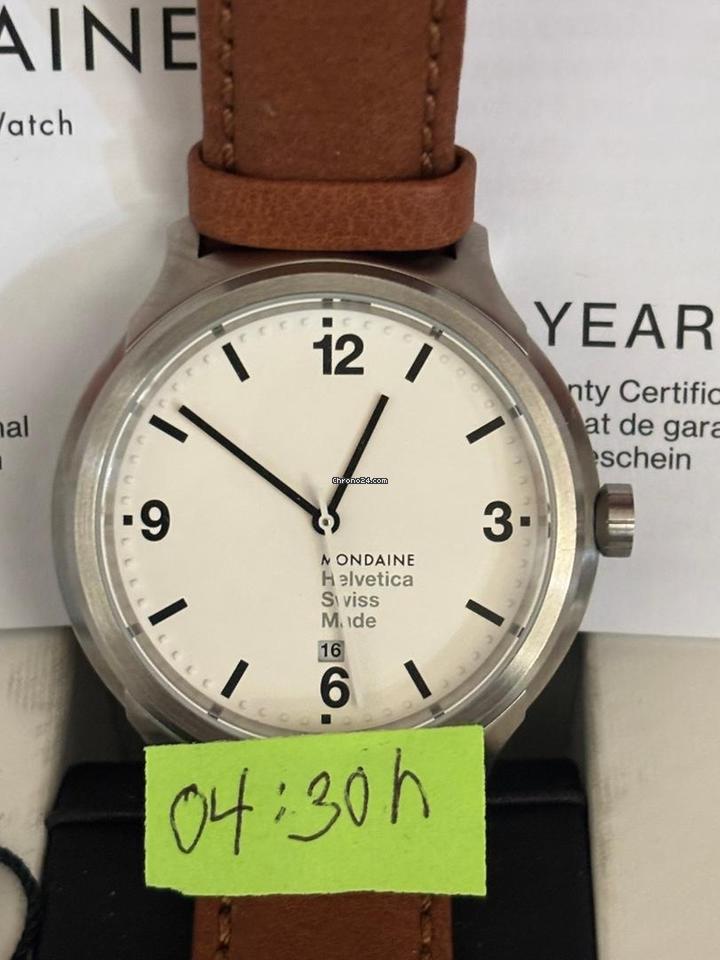 AINE
Watch
YEAR
nty Certific
at de gara
eschein
nal
12
9
3
Chrono24.com
MONDAINE
Helvetica
Swiss
Made
16
6
04:30h